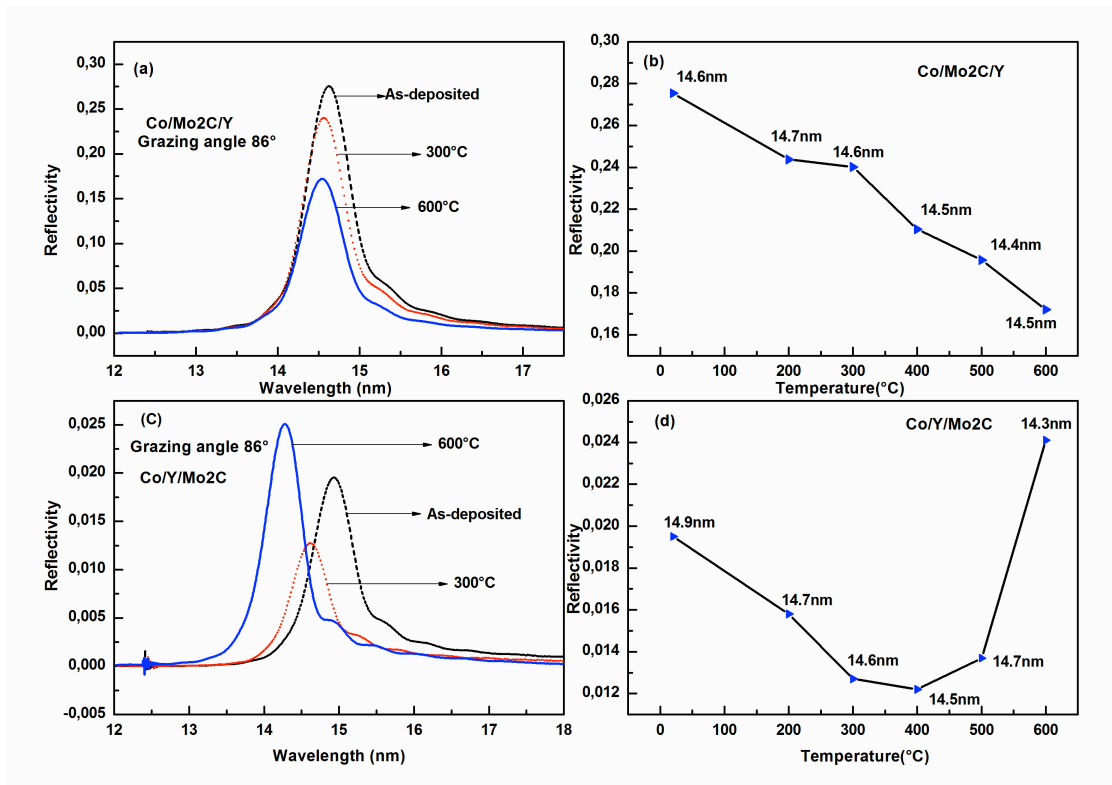 (a)
Co/Mo2C/Y
Grazing angle 86°
As-deposited
300°C
600°C
0,30
0,25
0,20
0,15
0,10
0,05
0,00
Reflectivity
12 13 14 15 16 17
Wavelength (nm)
(b)
Co/Mo2C/Y
14.6nm
14.7nm
14.6nm
14.5nm
14.4nm
14.5nm
0,30
0,28
0,26
0,24
0,22
0,20
0,18
0,16
Reflectivity
0 100 200 300 400 500 600
Temperature(°C)
(C)
Grazing angle 86°
Co/Y/Mo2C
600°C
As-deposited
300°C
0,025
0,020
0,015
0,010
0,005
0,000
-0,005
Reflectivity
12 13 14 15 16 17 18
Wavelength (nm)
(d)
Co/Y/Mo2C
14.3nm
14.9nm
14.7nm
14.6nm
14.5nm
14.7nm
0,026
0,024
0,022
0,020
0,018
0,016
0,014
0,012
Reflectivity
0 100 200 300 400 500 600
Temperature(°C)